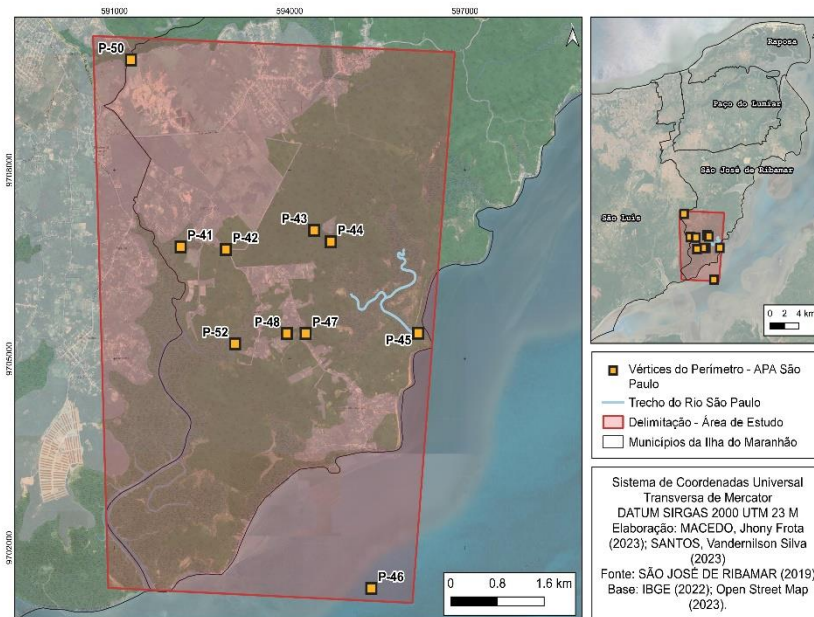 591000
594000
597000
9708000
9705000
9702000
P-50
P-43
P-44
P-41
P-42
P-48
P-47
P-52
P-45
P-46
0 0.8 1.6 km
Raposa
Paço do Lumiar
São José de Ribamar
São Luís
0 2 4 km
Vértices do Perímetro - APA São
Paulo
Trecho do Rio São Paulo
Delimitação - Área de Estudo
Municípios da Ilha do Maranhão
Sistema de Coordenadas Universal
Transversa de Mercator
DATUM SIRGAS 2000 UTM 23 M
Elaboração: MACEDO, Jhony Frota
(2023); SANTOS, Vandernilson Silva
(2023)
Fonte: SÃO JOSÉ DE RIBAMAR (2019)
Base: IBGE (2022); Open Street Map
(2023).